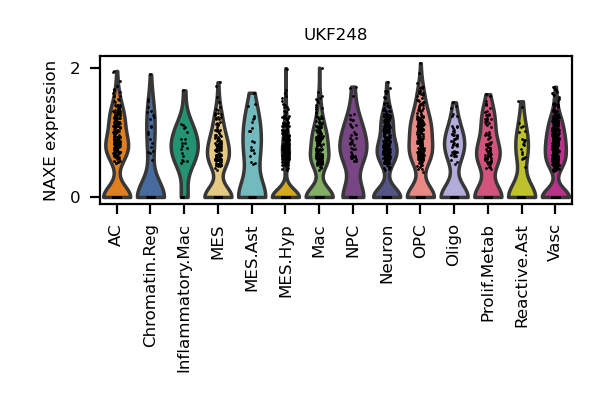 UKF248
NAXE expression
2
0
AC
Chromatin.Reg
Inflammatory.Mac
MES
MES.Ast
MES.Hyp
Mac
NPC
Neuron
OPC
Oligo
Prolif.Metab
Reactive.Ast
Vasc